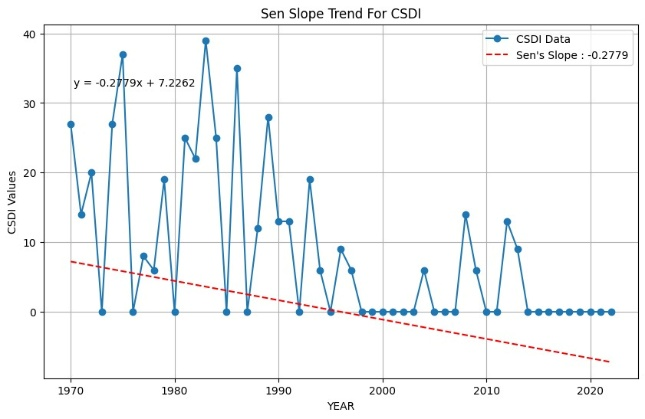 Sen Slope Trend For CSDI
CSDI Data
Sen's Slope : -0.2779
y = -0.2779x + 7.2262
40
30
20
10
0
CSDI Values
1970
1980
1990
2000
2010
2020
YEAR